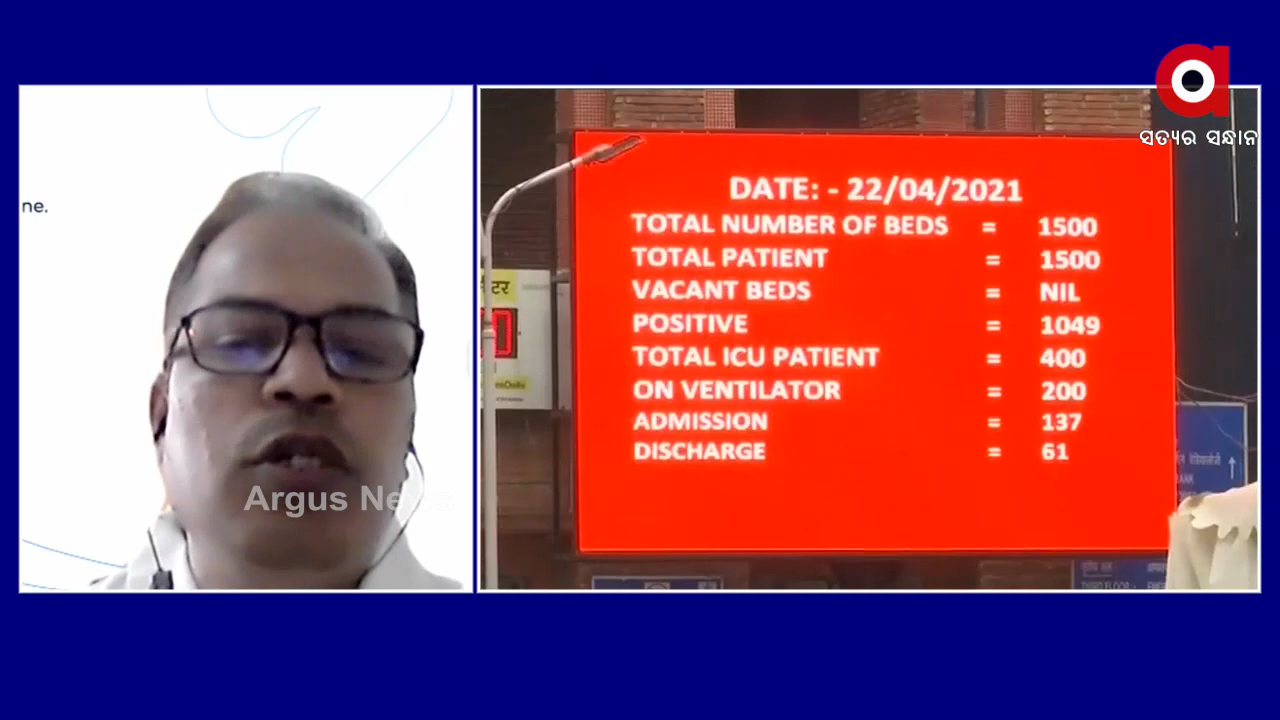 ସତ୍ୟର ସନ୍ଧାନ
ne.
DATE: - 22/04/2021
TOTAL NUMBER OF BEDS = 1500
TOTAL PATIENT = 1500
VACANT BEDS = NIL
POSITIVE = 1049
TOTAL ICU PATIENT = 400
ON VENTILATOR = 200
ADMISSION = 137
DISCHARGE = 61
Argus News